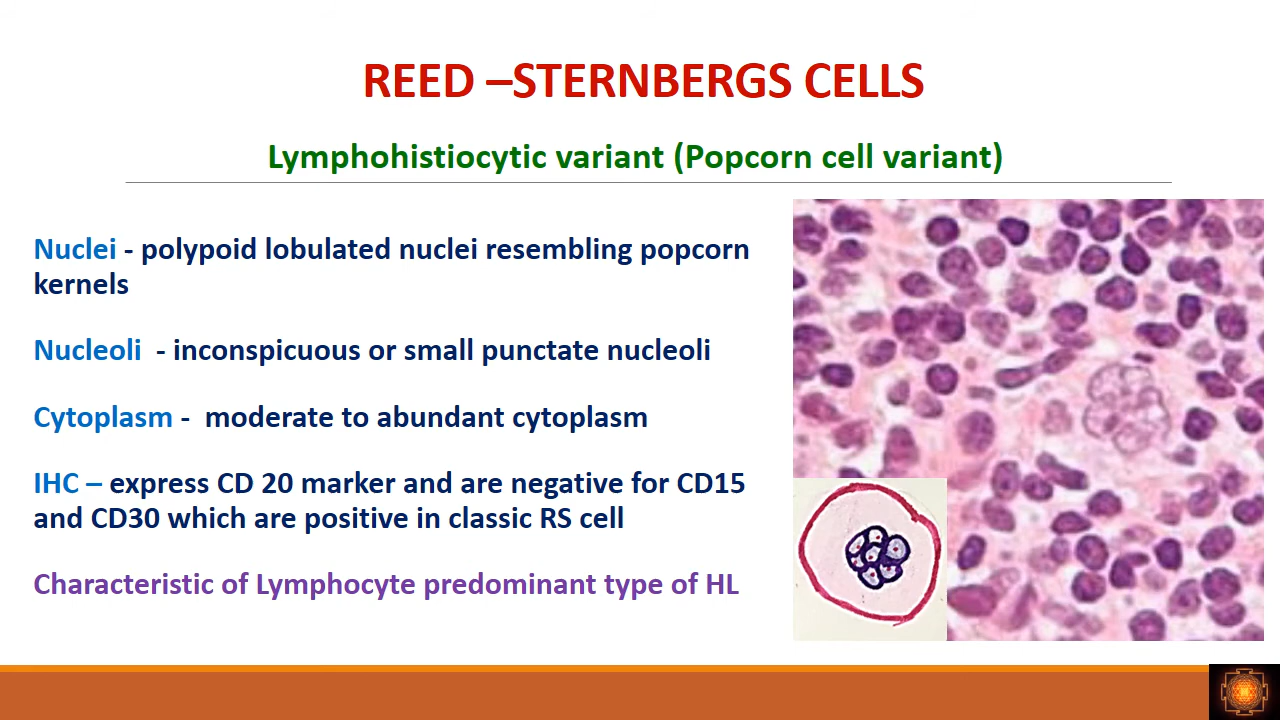 REED –STERNBERGS CELLS
Lymphohistiocytic variant (Popcorn cell variant)
Nuclei - polypoid lobulated nuclei resembling popcorn
kernels
Nucleoli  - inconspicuous or small punctate nucleoli
Cytoplasm -  moderate to abundant cytoplasm
IHC – express CD 20 marker and are negative for CD15
and CD30 which are positive in classic RS cell
Characteristic of Lymphocyte predominant type of HL